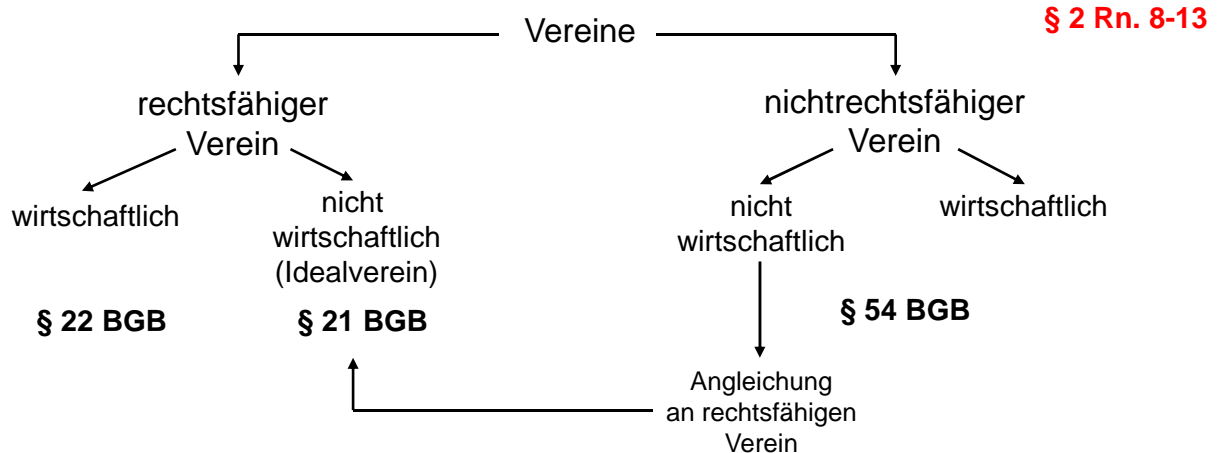 § 2 Rn. 8-13
Vereine
rechtsfähiger
Verein
nichtrechtsfähiger
Verein
wirtschaftlich
nicht
wirtschaftlich
(Idealverein)
nicht
wirtschaftlich
wirtschaftlich
§ 22 BGB
§ 21 BGB
§ 54 BGB
Angleichung
an rechtsfähigen
Verein